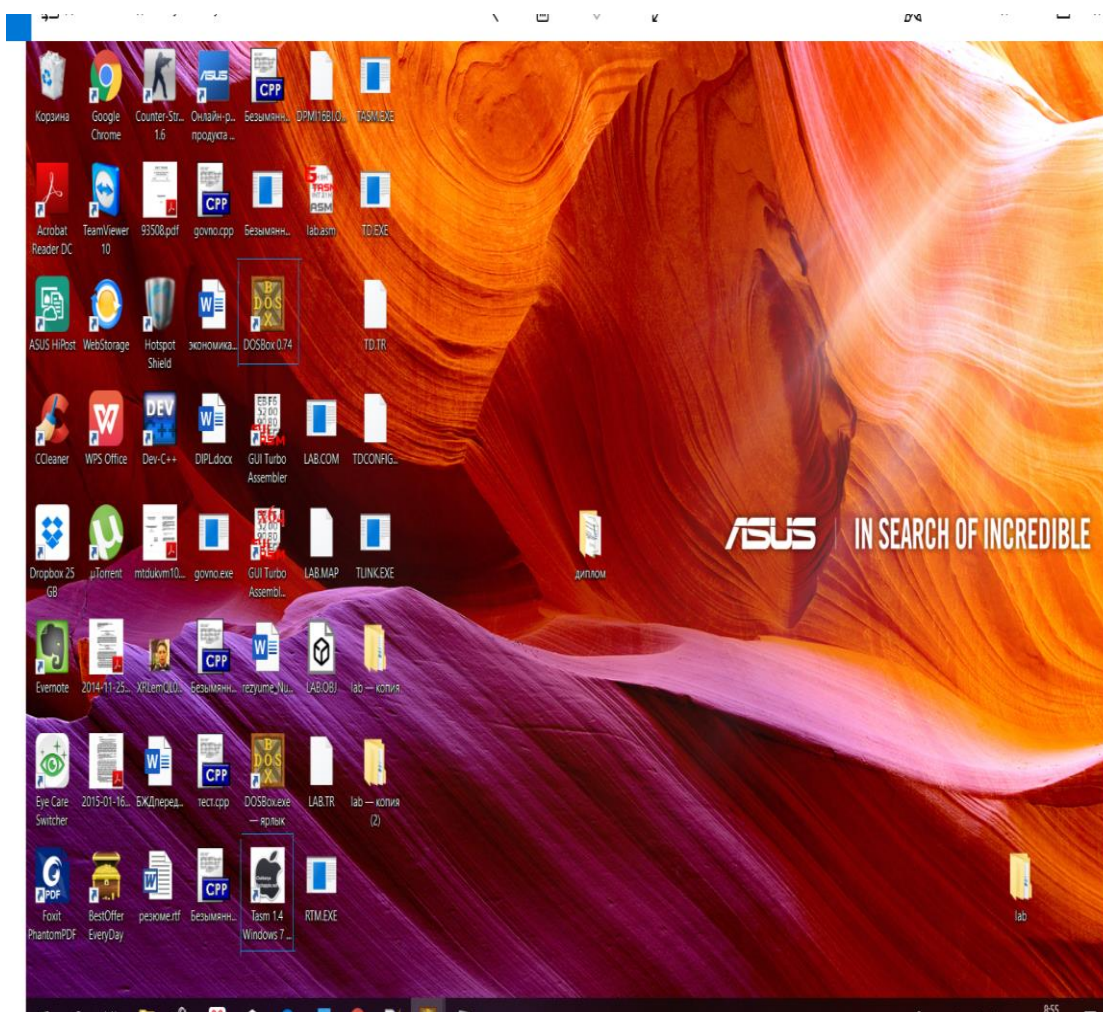 Корзина
Google
Chrome
Counter-Str...
1.6
Онлайн-р...
продукта ...
Безымянн...
DPMI16BI.O...
TASM.EXE
Acrobat
Reader DC
TeamViewer
10
93508.pdf
govno.cpp
Безымянн...
lab.asm
TD.EXE
ASUS HiPost
WebStorage
Hotspot
Shield
экономика...
DOSBox 0.74
TD.TR
CCleaner
WPS Office
Dev-C++
DIPL.docx
GUI Turbo
Assembler
LAB.COM
TDCONFIG...
Dropbox 25
GB
µTorrent
mtdukvm10...
govno.exe
GUI Turbo
Assembl...
LAB.MAP
TLINK.EXE
диплом
ASUS
IN SEARCH OF INCREDIBLE
Evernote
2014-11-25...
XRLemQL0...
Безымянн...
rezyume_Nu...
LAB.OBJ
lab — копия
Eye Care
Switcher
2015-01-16...
БЖДперед...
тест.cpp
DOSBox.exe
— ярлык
LAB.TR
lab — копия
(2)
Foxit
PhantomPDF
BestOffer
EveryDay
резюме.rtf
Безымянн...
Tasm 1.4
Windows 7 ...
RTM.EXE
lab
8:55